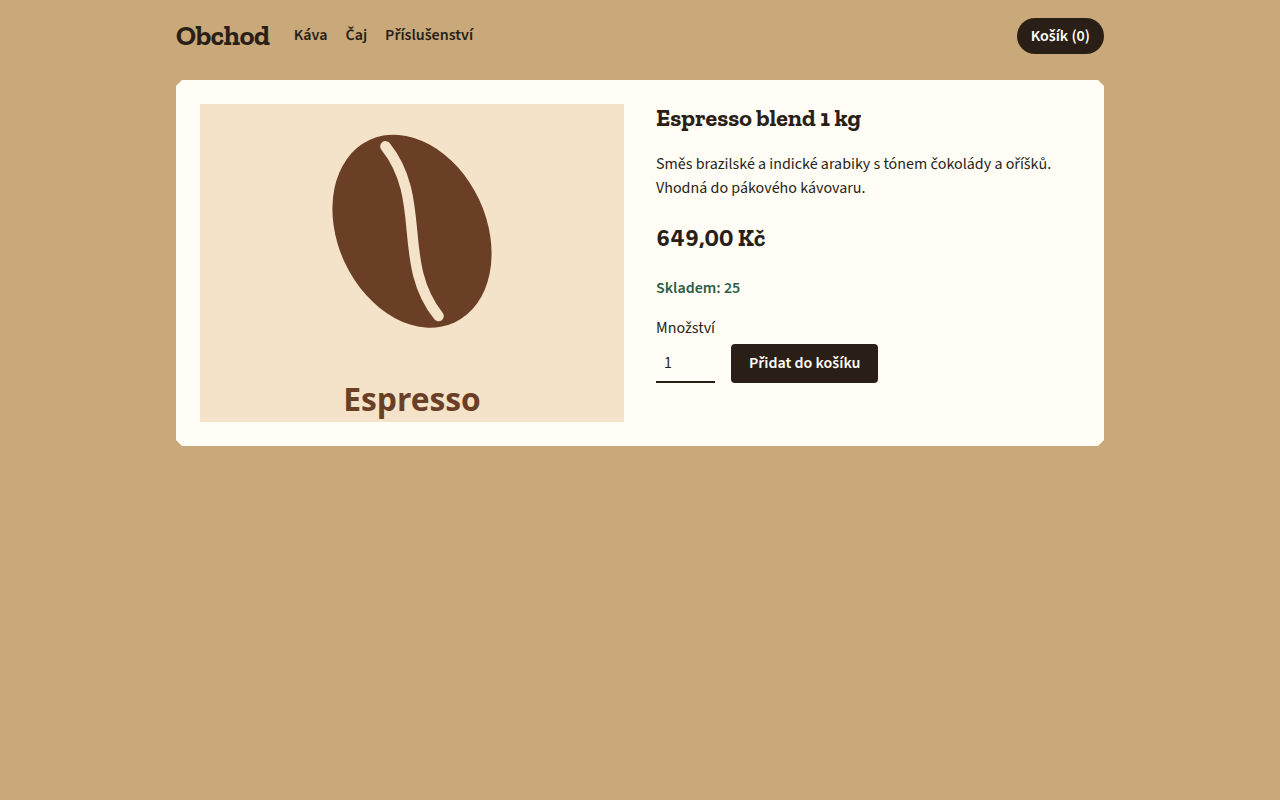 Obchod
Káva
Čaj
Příslušenství
Košík (0)
Espresso
Espresso blend 1 kg
Směs brazilské a indické arabiky s tónem čokolády a oříšků.
Vhodná do pákového kávovaru.
649,00 Kč
Skladem: 25
Množství
1
Přidat do košíku